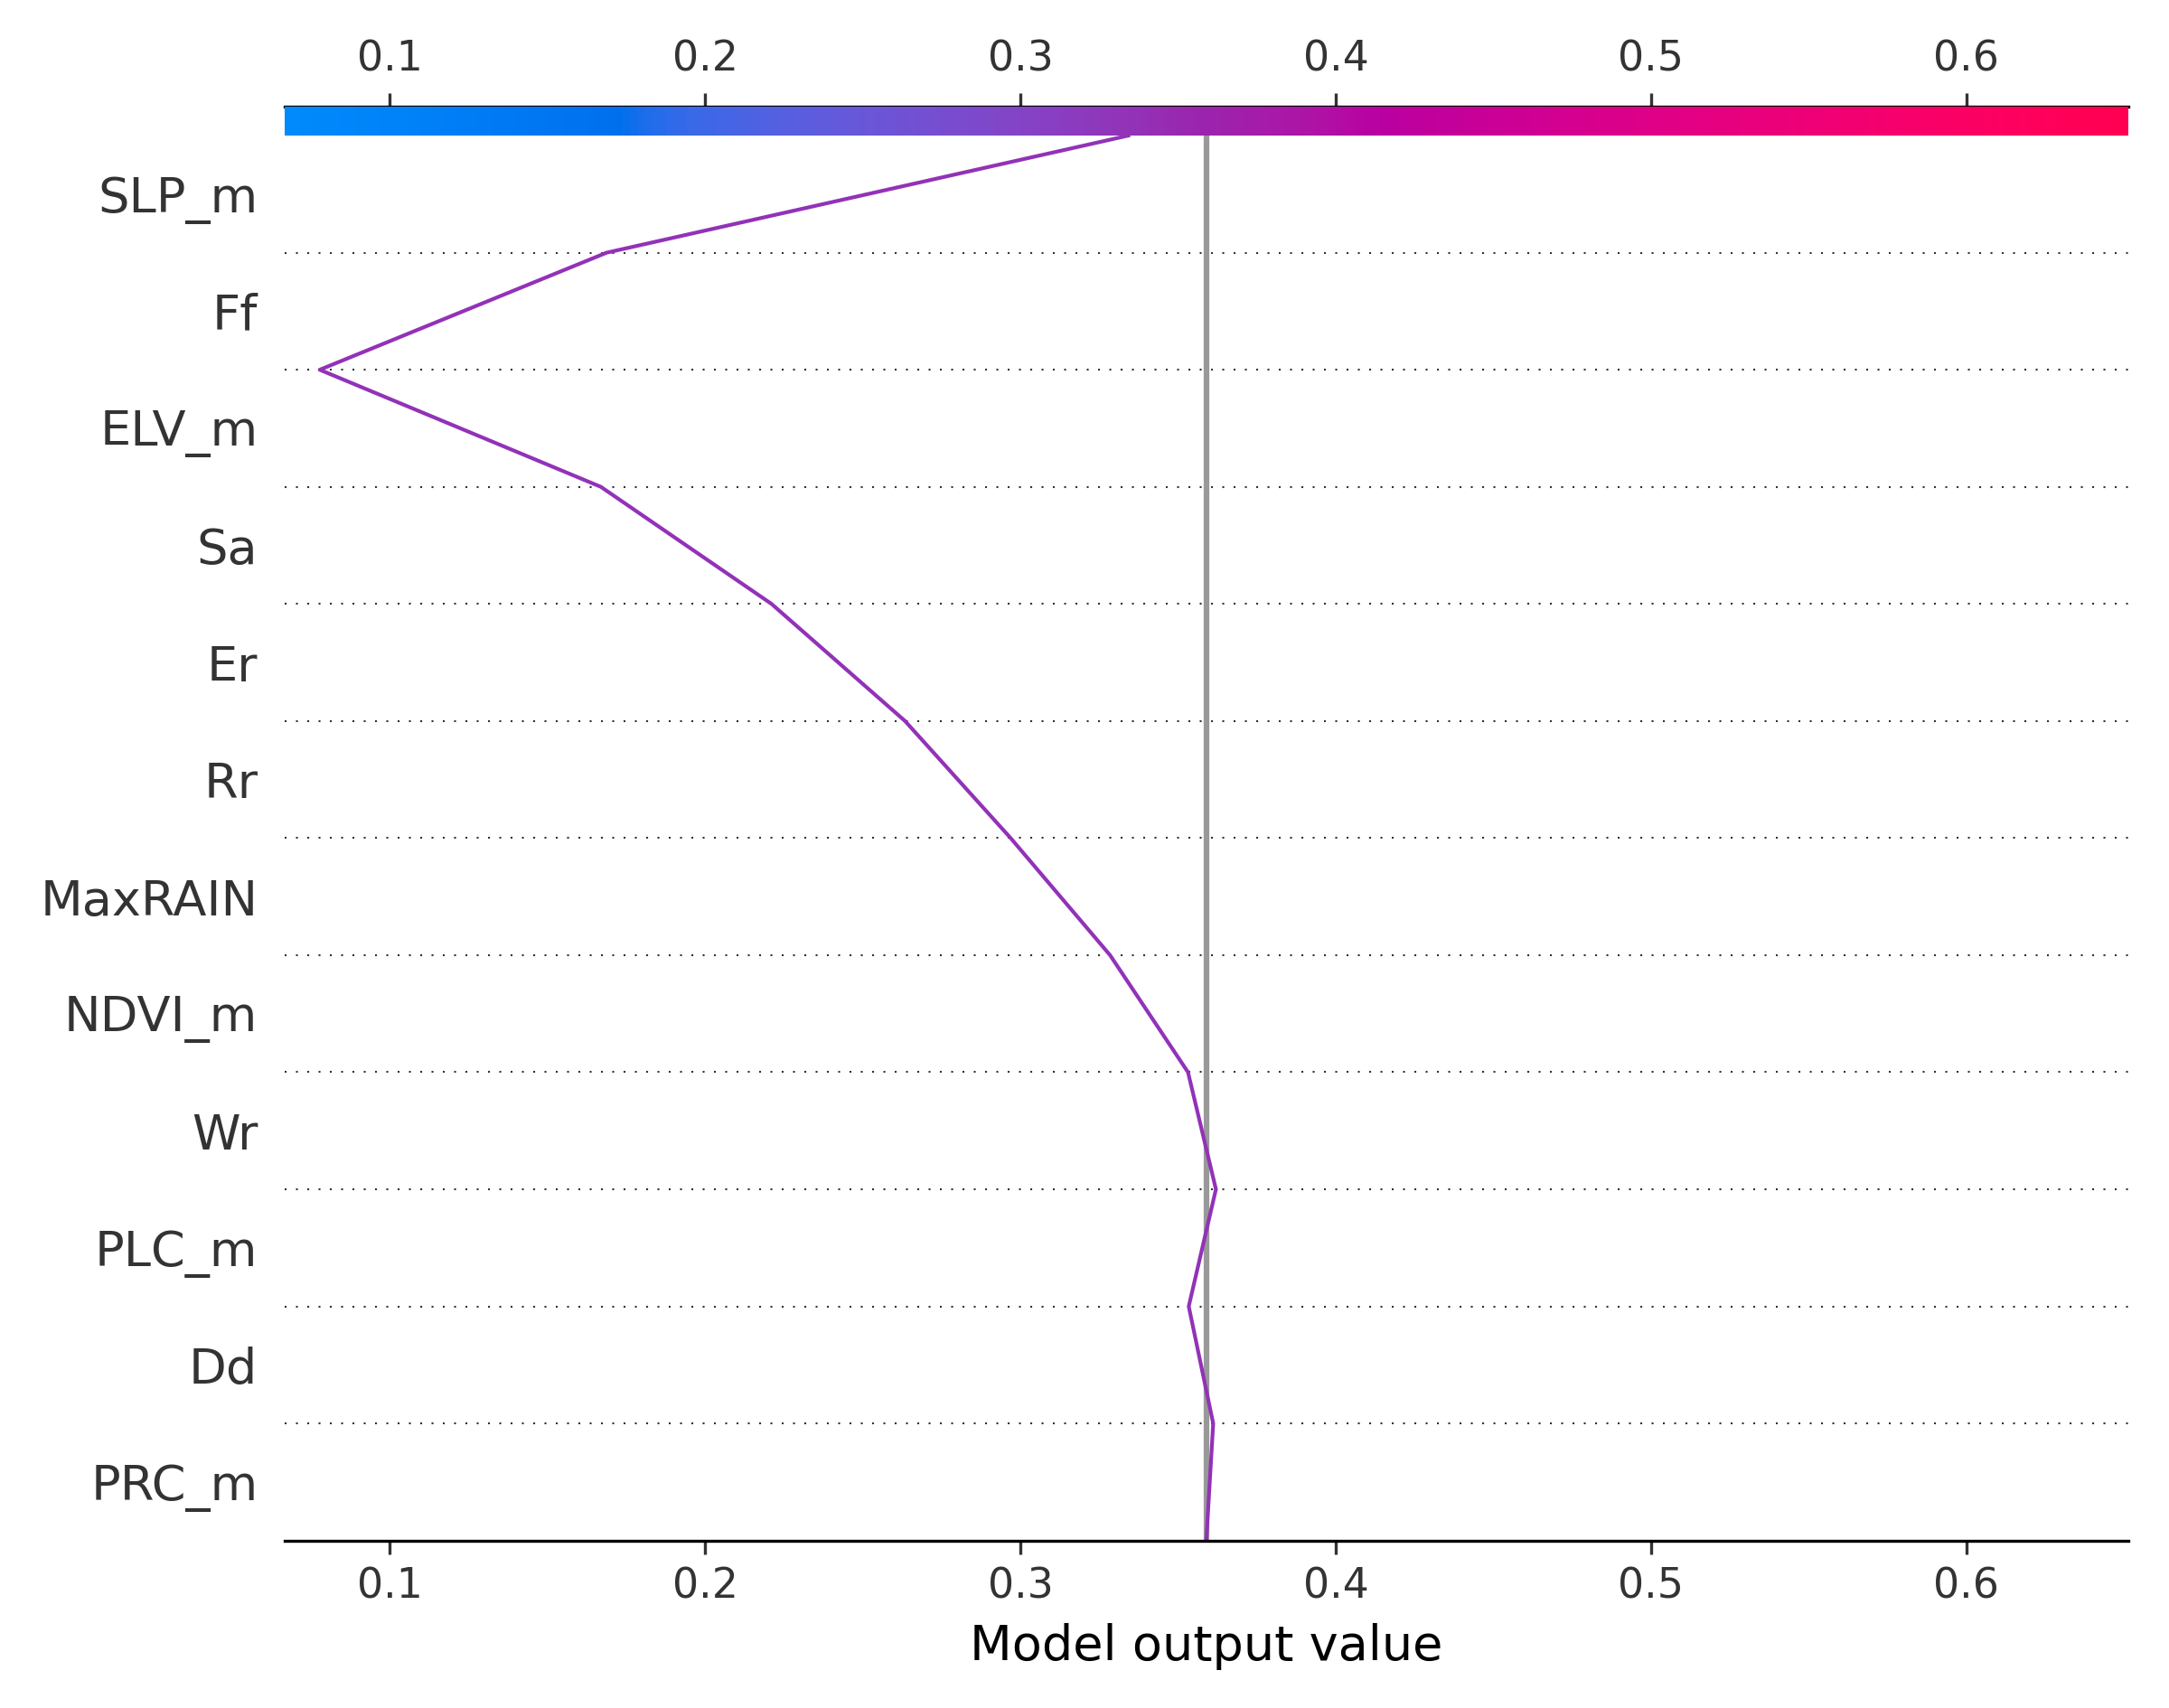 0.1 0.2 0.3 0.4 0.5 0.6
SLP_m
Ff
ELV_m
Sa
Er
Rr
MaxRAIN
NDVI_m
Wr
PLC_m
Dd
PRC_m
0.1 0.2 0.3 0.4 0.5 0.6
Model output value